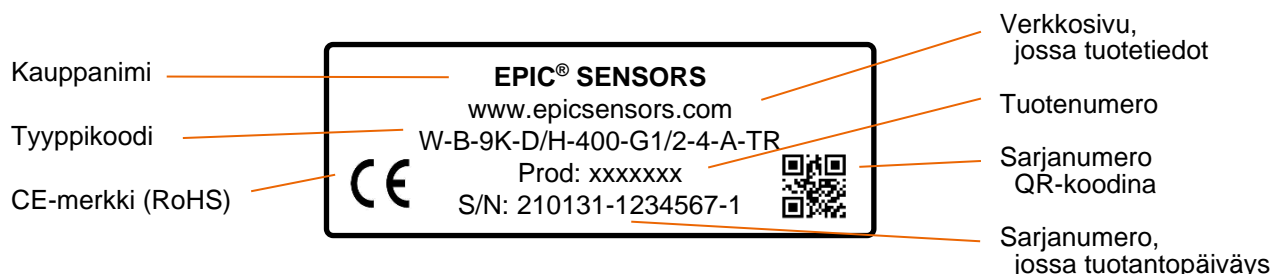 Kauppanimi
Tyyppikoodi
CE-merkki (RoHS)
EPIC® SENSORS
www.epicsensors.com
W-B-9K-D/H-400-G1/2-4-A-TR
Prod: xxxxxxx
S/N: 210131-1234567-1
CE
Verkkosivu,
jossa tuotetiedot
Tuotenumero
Sarjanumero
QR-koodina
Sarjanumero,
jossa tuotantopäiväys